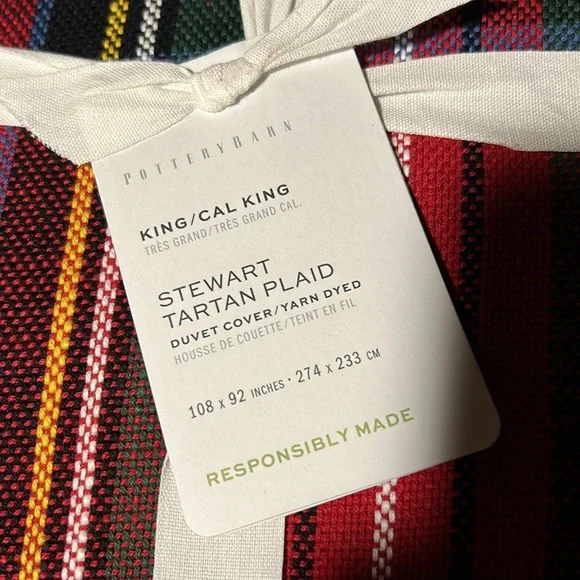 POTTERYBARN
KING/CAL KING
TRÈS GRAND/TRÈS GRAND CAL.
STEWART
TARTAN PLAID
DUVET COVER/YARN DYED
HOUSSE DE COUETTE/TEINT EN FIL
108 x 92 INCHES · 274 x 233 CM
RESPONSIBLY MADE